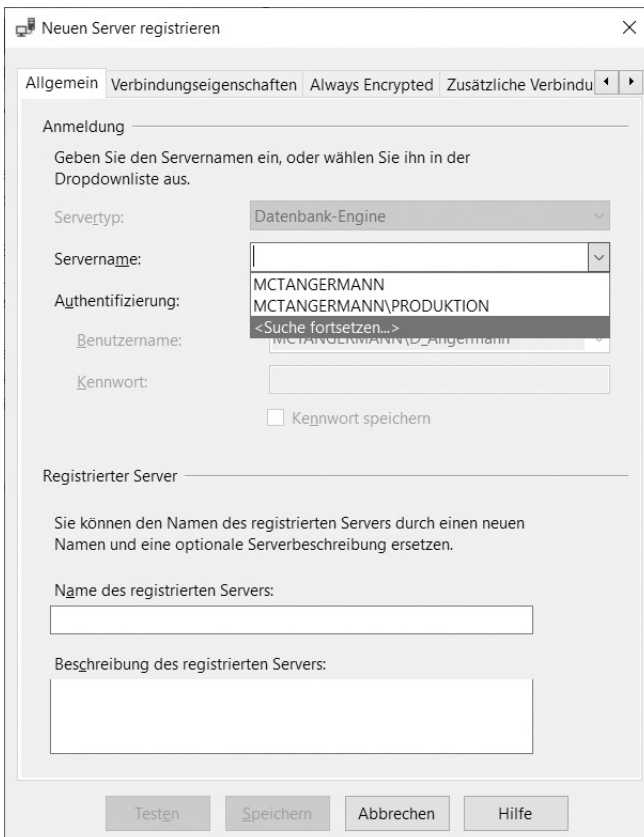 Neuen Server registrieren
Allgemein Verbindungseigenschaften Always Encrypted Zusätzliche Verbindu
Anmeldung
Geben Sie den Servernamen ein, oder wählen Sie ihn in der
Dropdownliste aus.
Servertyp: Datenbank-Engine
Servername:
MCTANGERMANN
Authentifizierung: MCTANGERMANN\PRODUKTION
<Suche fortsetzen...>
Benutzername: MCTANGERMANN\D_Angermann
Kennwort:
Kennwort speichern
Registrierter Server
Sie können den Namen des registrierten Servers durch einen neuen
Namen und eine optionale Serverbeschreibung ersetzen.
Name des registrierten Servers:
Beschreibung des registrierten Servers:
Testen Speichern Abbrechen Hilfe